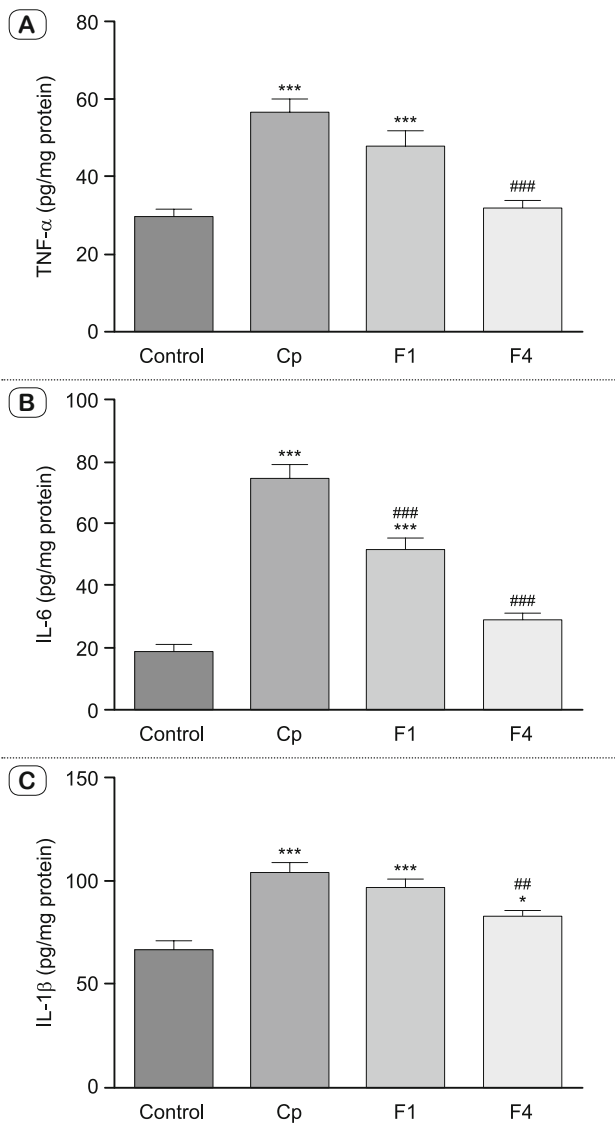 A
TNF-α (pg/mg protein)
80
60
40
20
0
***
***
###
Control Cp F1 F4
B
IL-6 (pg/mg protein)
100
80
60
40
20
0
***
###
***
###
Control Cp F1 F4
C
IL-1β (pg/mg protein)
150
100
50
0
***
***
##
*
Control Cp F1 F4